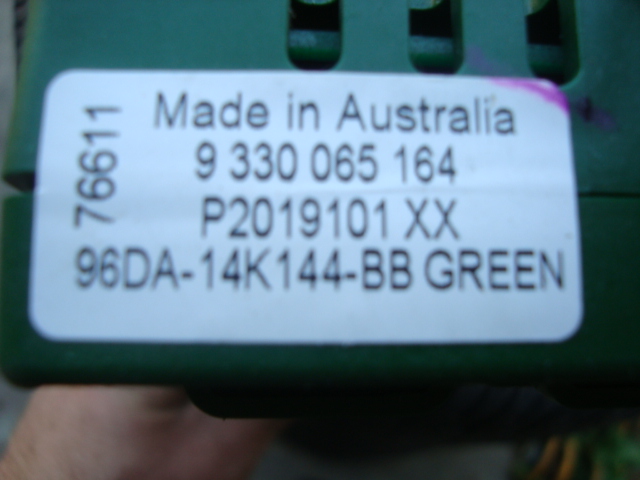 Made in Australia
9 330 065 164
P2019101 XX
96DA-14K144-BB GREEN
76611